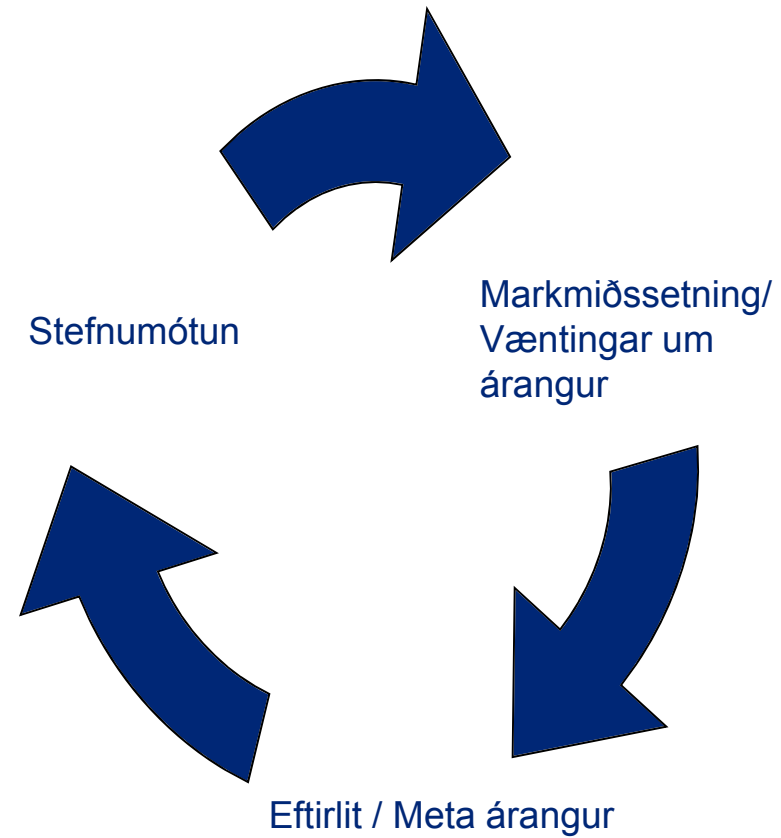 Stefnumótun
Markmiðssetning/
Væntingar um
árangur
Eftirlit / Meta árangur